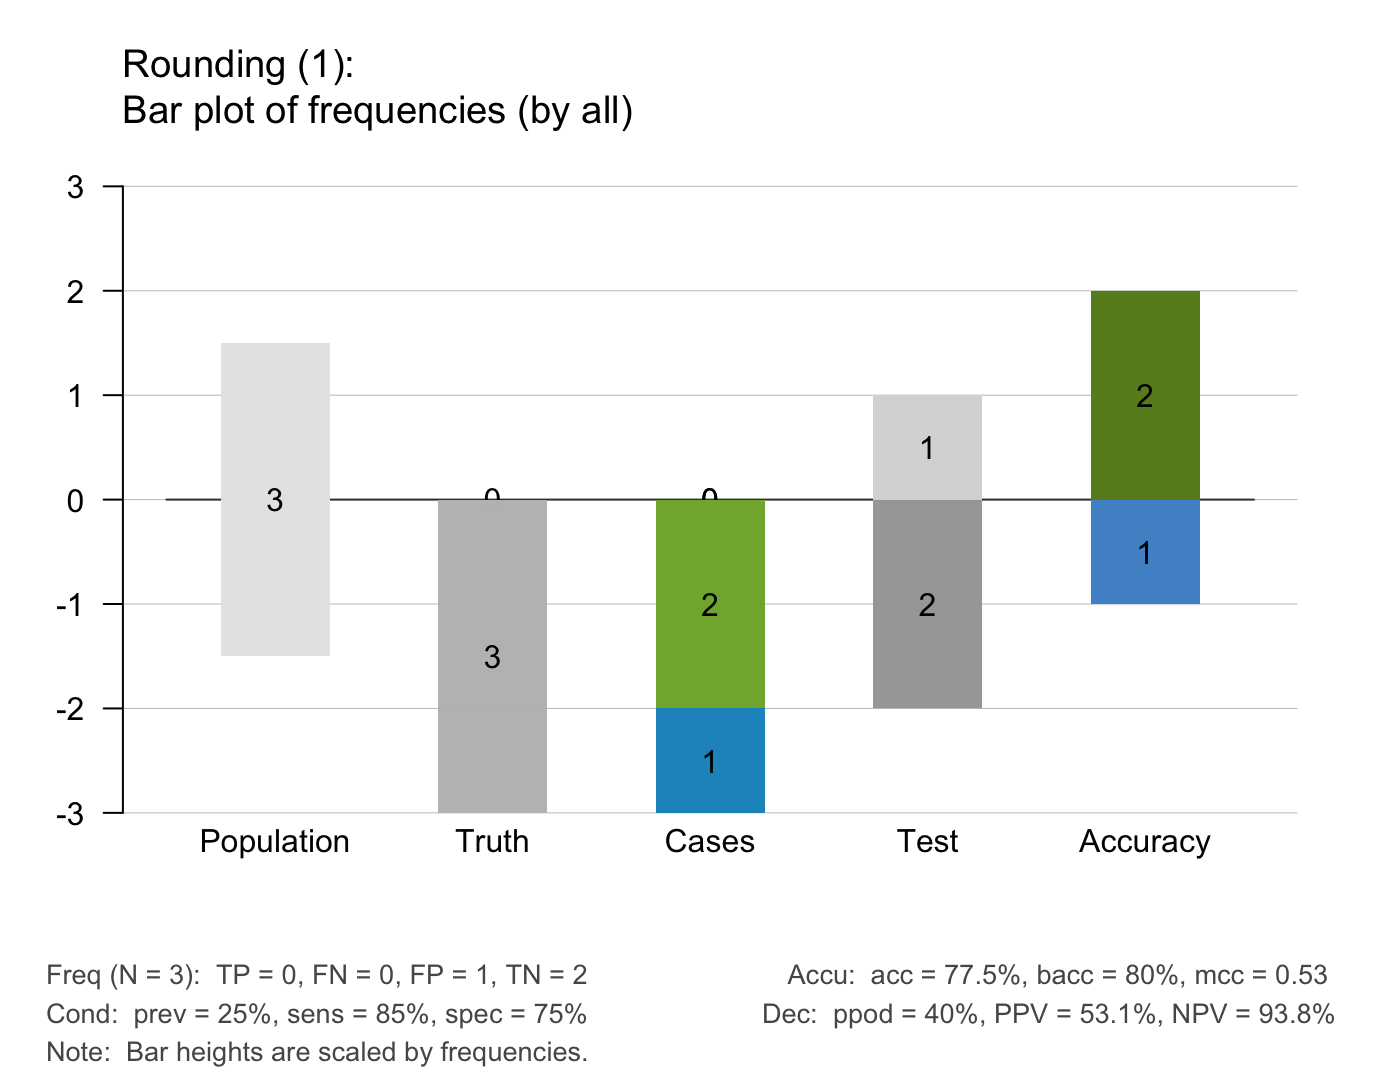 Rounding (1):
Bar plot of frequencies (by all)
3
2
1
0
-1
-2
-3
3
0
3
0
2
1
1
2
2
1
Population
Truth
Cases
Test
Accuracy
Freq (N = 3):  TP = 0, FN = 0, FP = 1, TN = 2
Cond:  prev = 25%, sens = 85%, spec = 75%
Note:  Bar heights are scaled by frequencies.
Accu:  acc = 77.5%, bacc = 80%, mcc = 0.53
Dec:  ppod = 40%, PPV = 53.1%, NPV = 93.8%